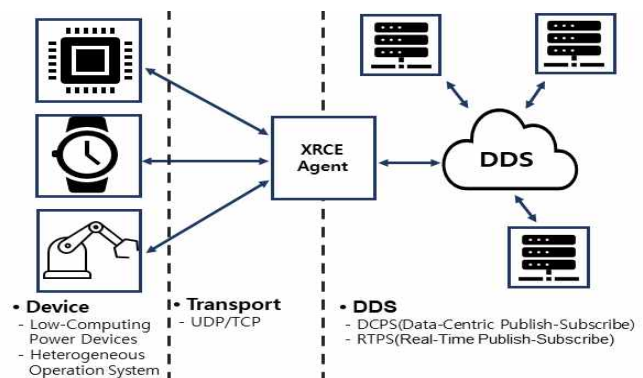 XRCE
Agent
DDS
• Device
- Low-Computing
Power Devices
- Heterogeneous
Operation System
• Transport
- UDP/TCP
• DDS
- DCPS(Data-Centric Publish-Subscribe)
- RTPS(Real-Time Publish-Subscribe)